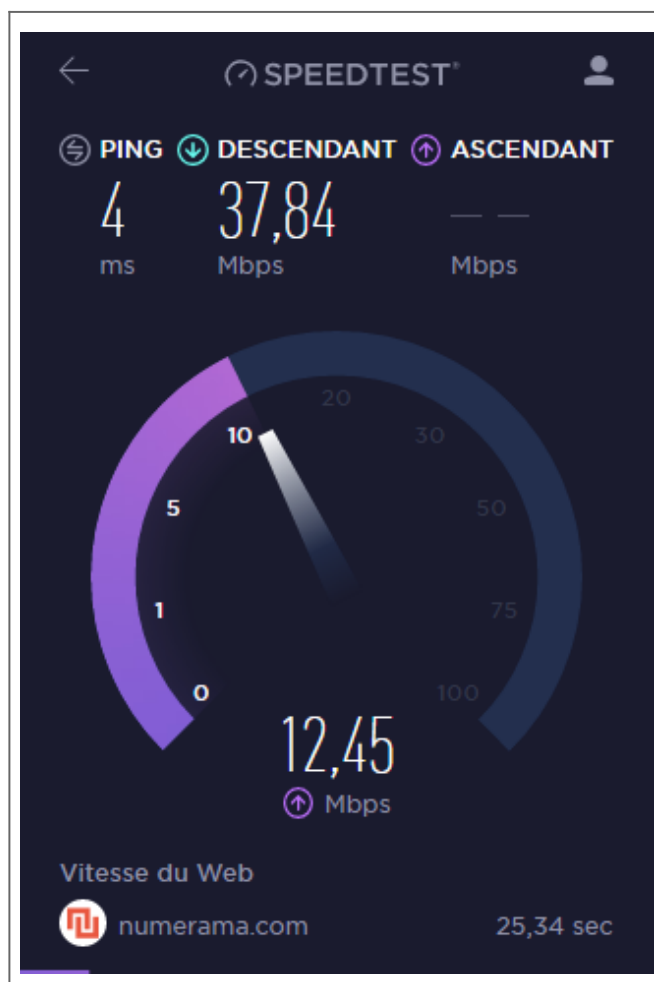 SPEEDTEST®
PING DESCENDANT ASCENDANT
4 37,84 — —
ms Mbps Mbps
20
10 30
5 50
1 75
0 100
12,45
Mbps
Vitesse du Web
numerama.com 25,34 sec